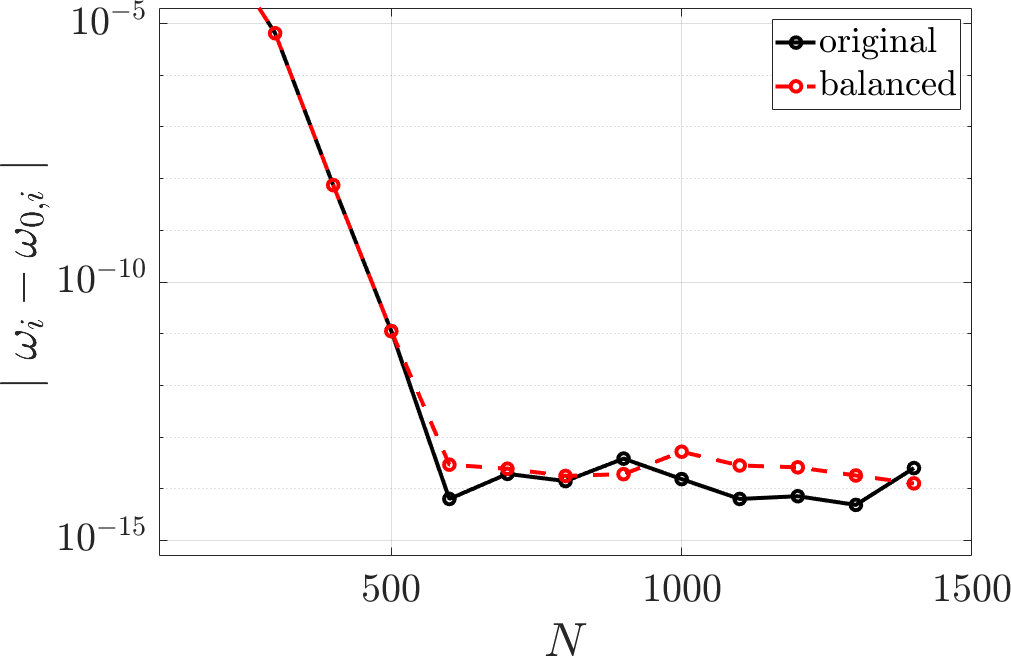 original
balanced
10^{-5}
10^{-10}
10^{-15}
| ω_i − ω_{0,i} |
500
1000
1500
N